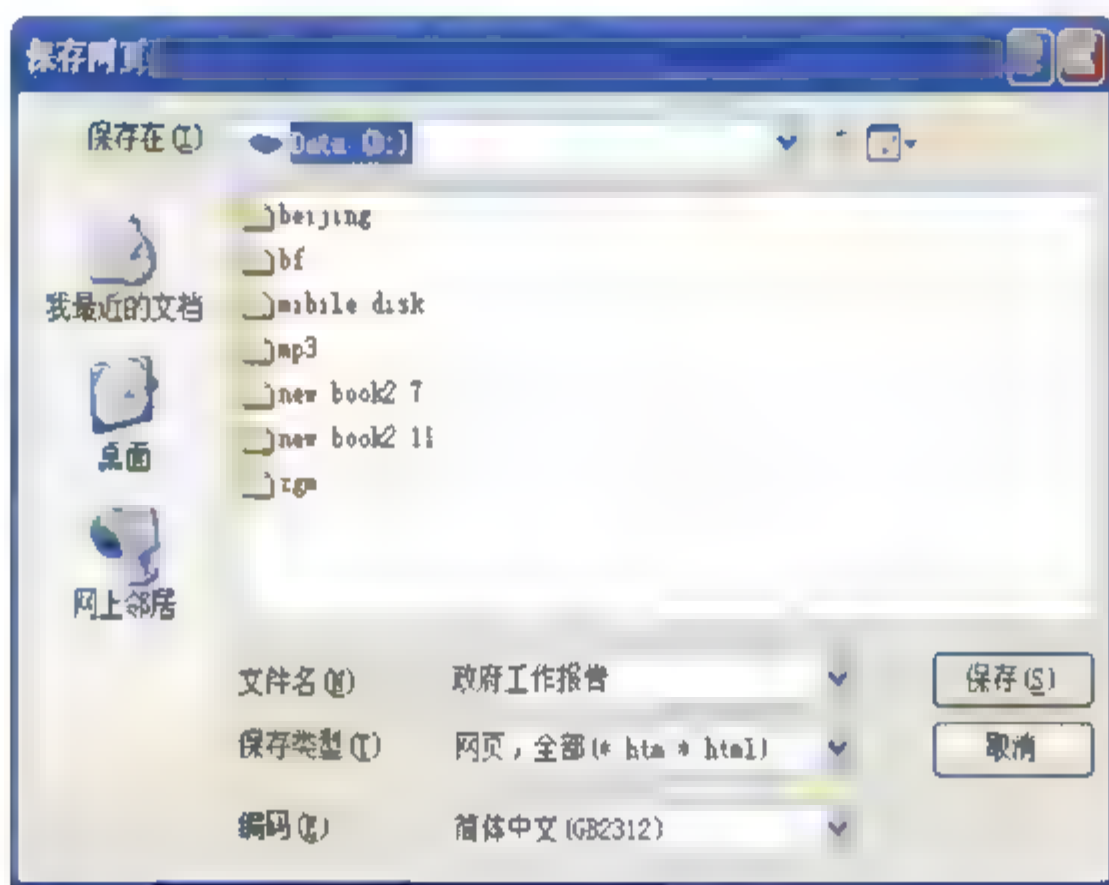 保存网页
保存在(I)
Data (D:)
beijing
bf
mibile disk
mp3
new book2 7
new book2
rgm
我最近的文档
桌面
网上邻居
文件名(N)
政府工作报告
保存(S)
保存类型(T)
网页，全部(* htm * html)
取消
编码(E)
简体中文(GB2312)